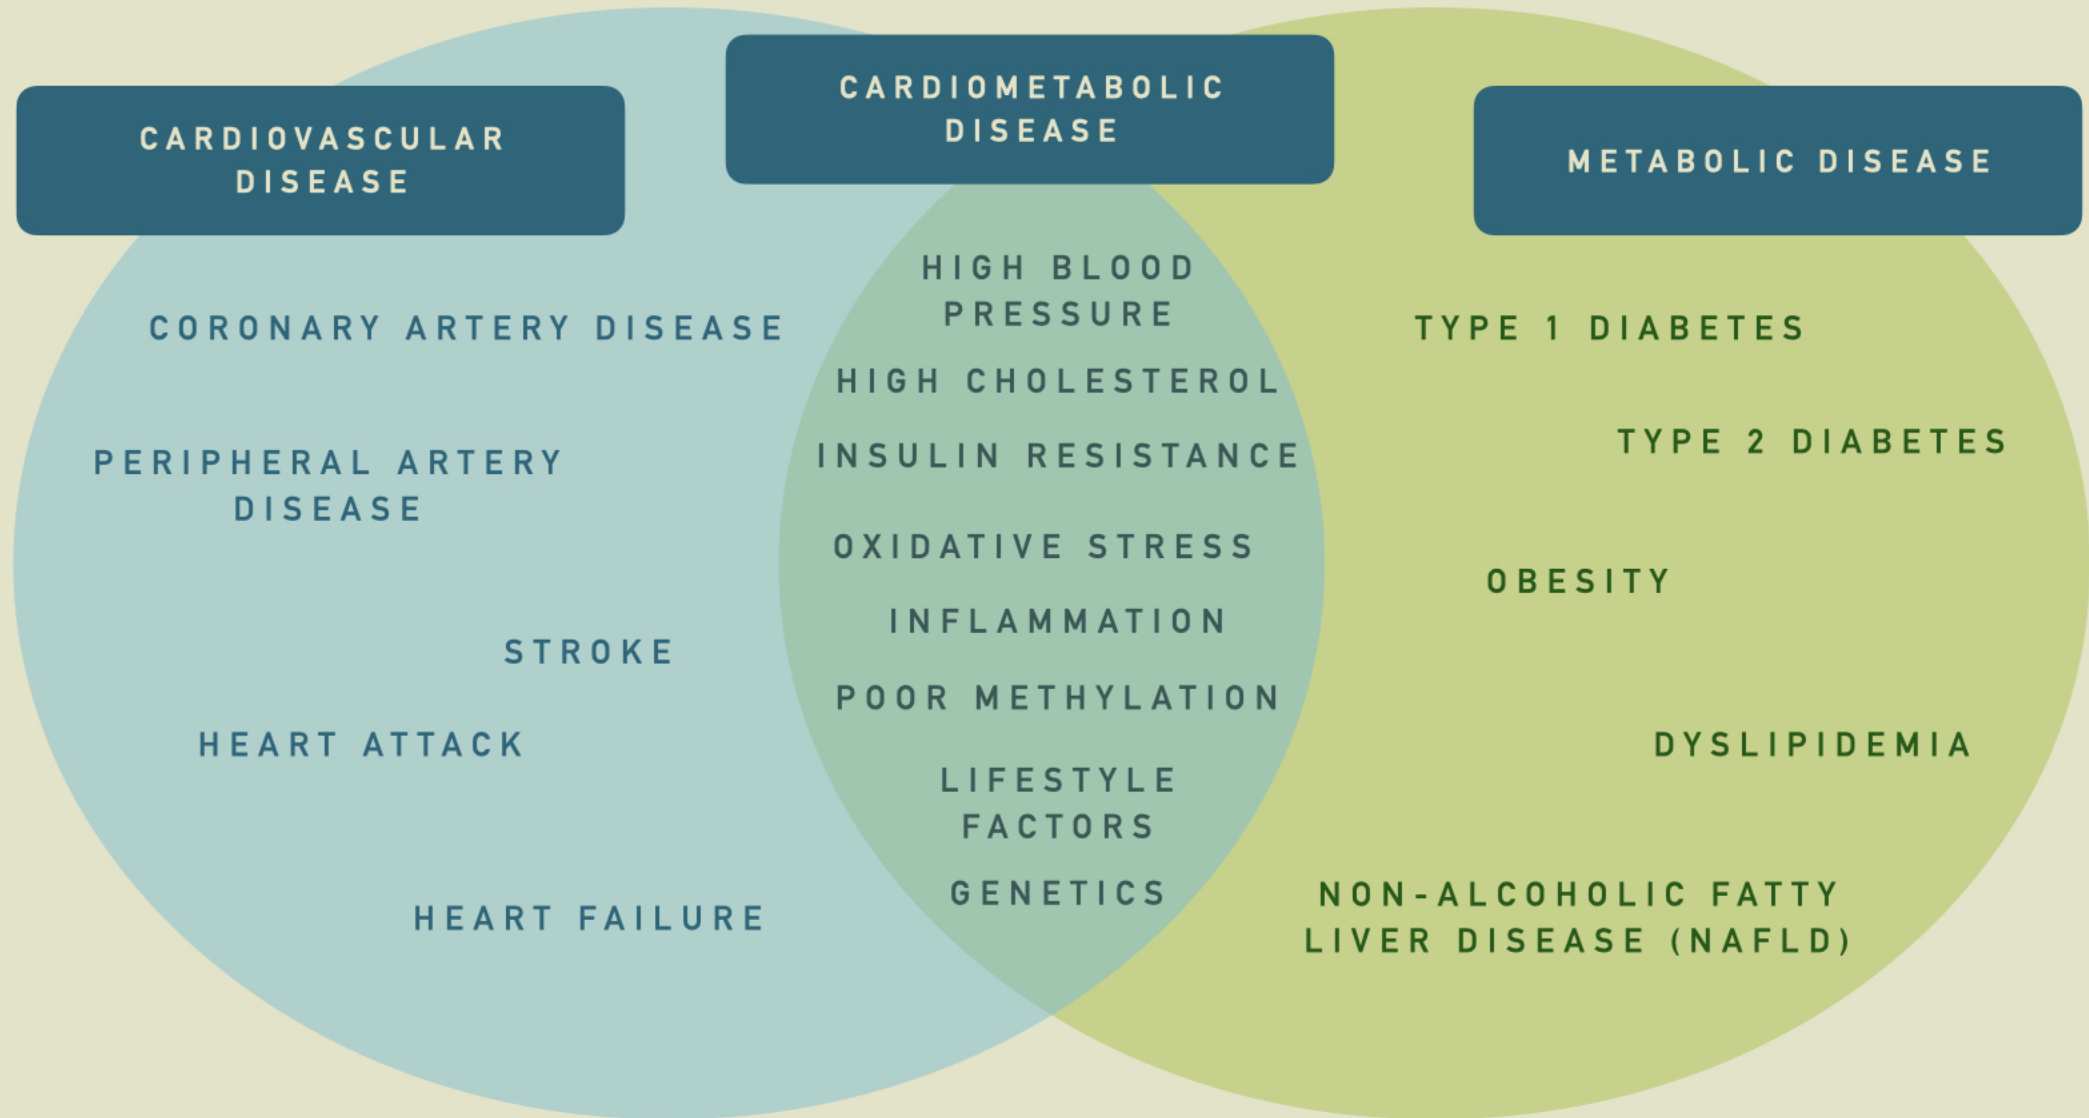 CARDIOVASCULAR
DISEASE
CORONARY ARTERY DISEASE
PERIPHERAL ARTERY
DISEASE
STROKE
HEART ATTACK
HEART FAILURE
CARDIOMETABOLIC
DISEASE
HIGH BLOOD
PRESSURE
HIGH CHOLESTEROL
INSULIN RESISTANCE
OXIDATIVE STRESS
INFLAMMATION
POOR METHYLATION
LIFESTYLE
FACTORS
GENETICS
METABOLIC DISEASE
TYPE 1 DIABETES
TYPE 2 DIABETES
OBESITY
DYSLIPIDEMIA
NON-ALCOHOLIC FATTY
LIVER DISEASE (NAFLD)